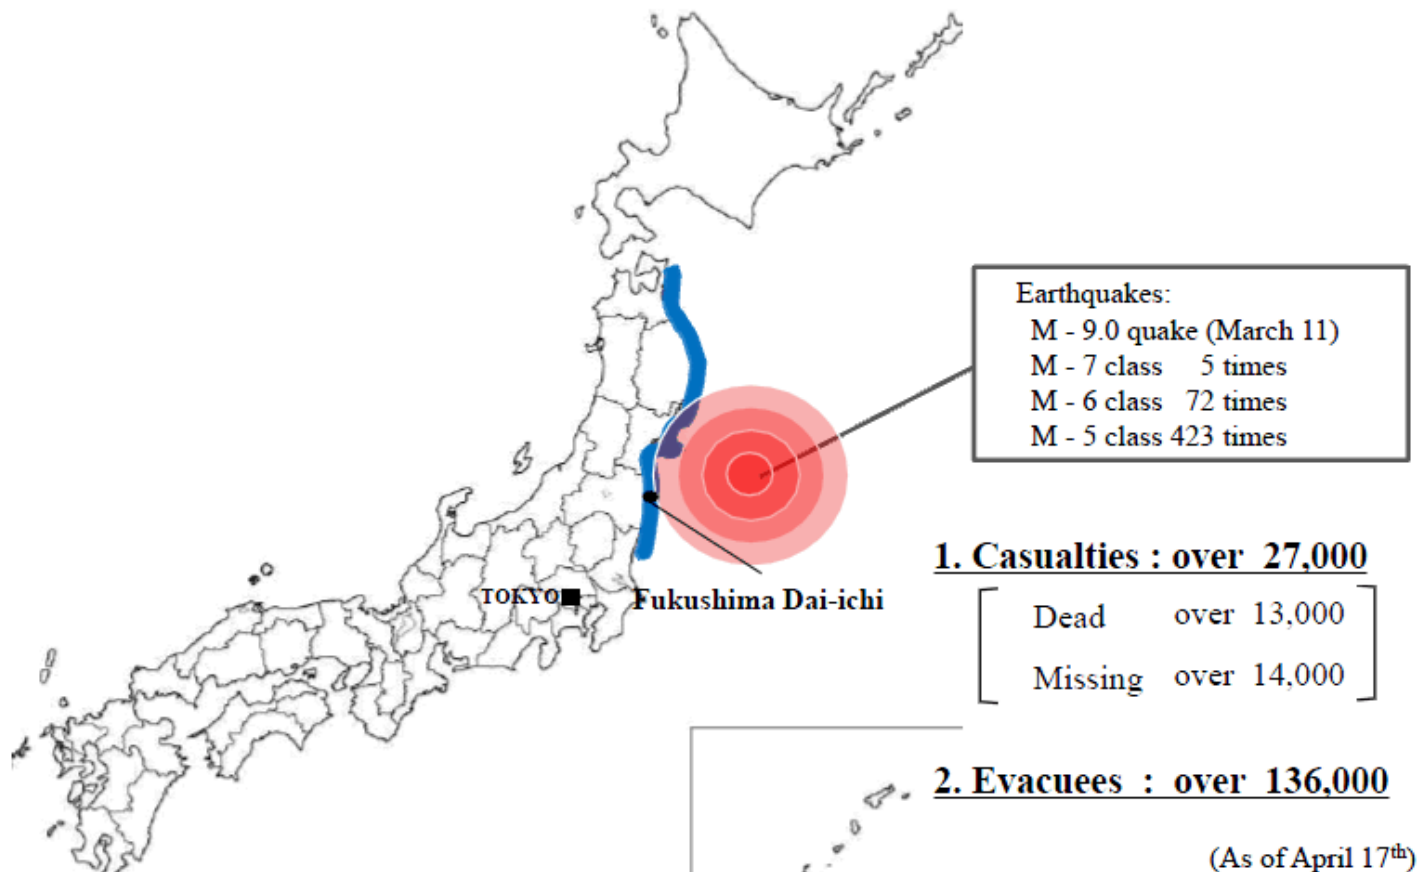 Earthquakes:
M - 9.0 quake (March 11)
M - 7 class 5 times
M - 6 class 72 times
M - 5 class 423 times
TOKYO
Fukushima Dai-ichi
1. Casualties : over 27,000
Dead over 13,000
Missing over 14,000
2. Evacuees : over 136,000
(As of April 17th)